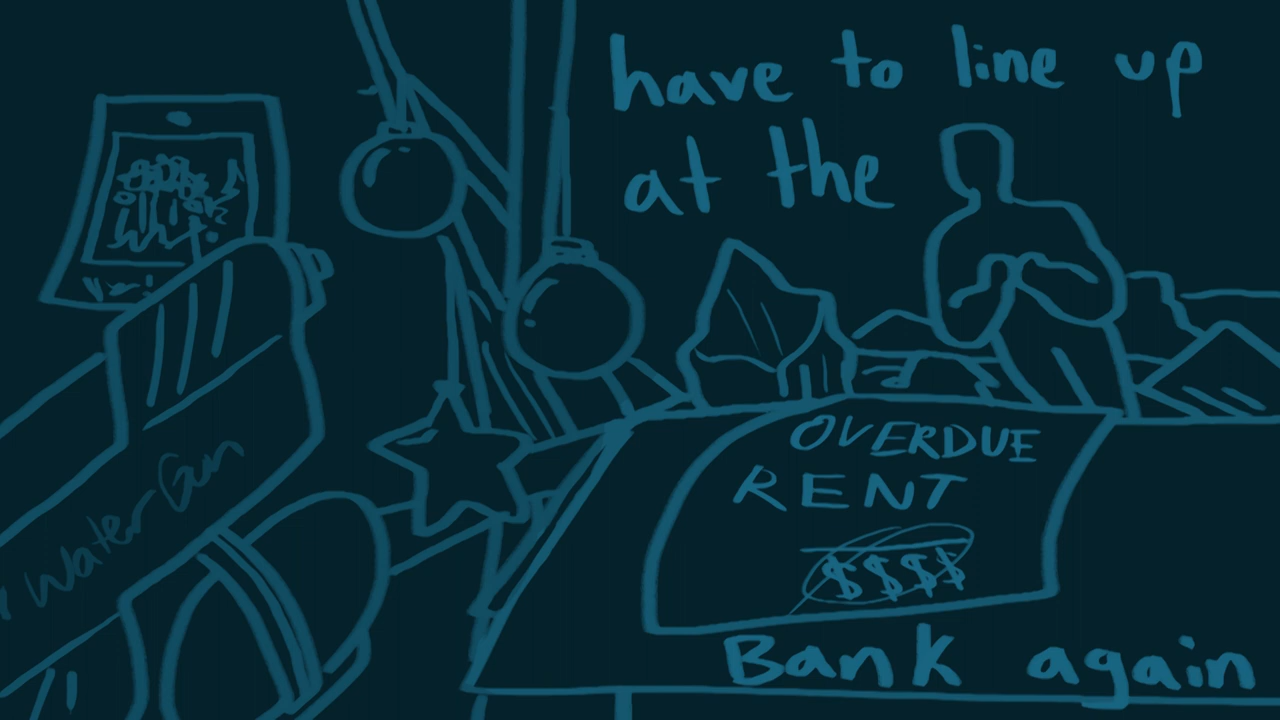 have to line up
at the
OVERDUE
RENT
$$$$
Bank again
Water Gun